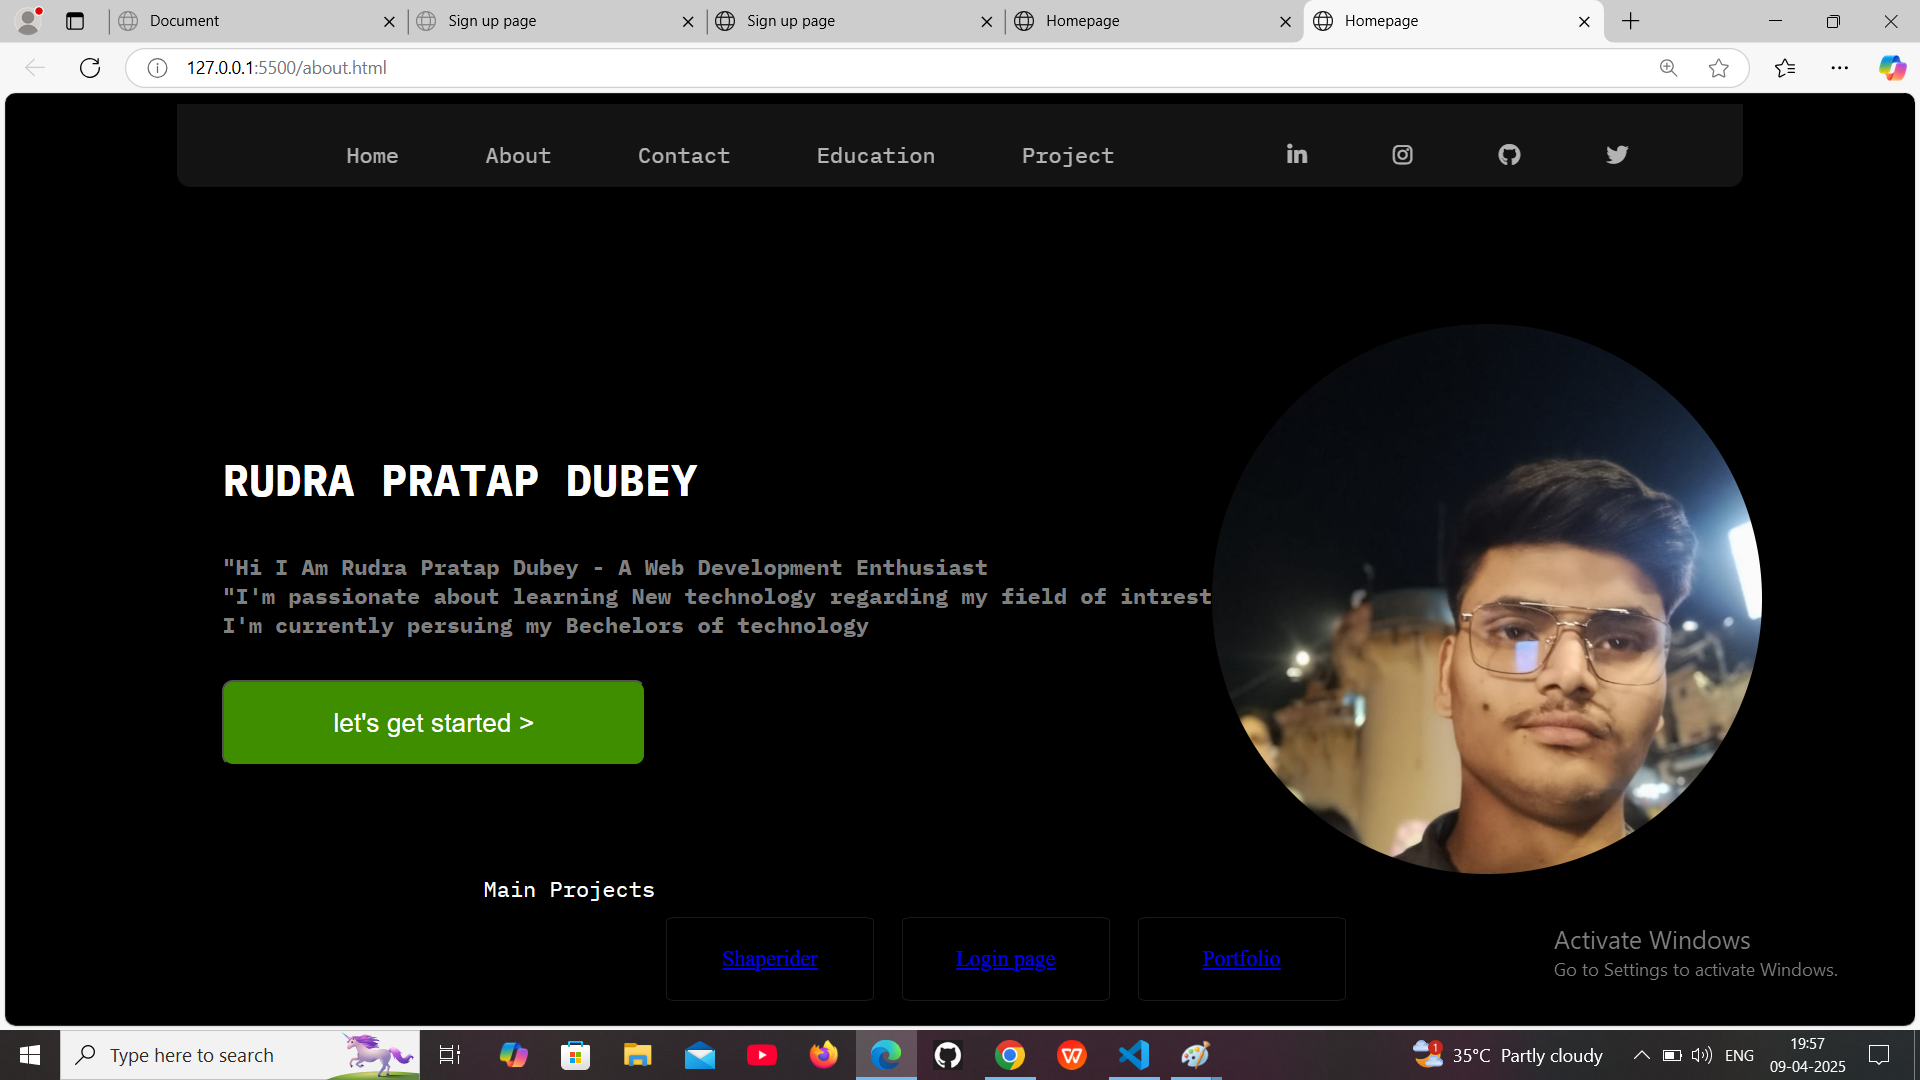 Document
Sign up page
Sign up page
Homepage
Homepage
127.0.0.1:5500/about.html
Home
About
Contact
Education
Project
RUDRA PRATAP DUBEY
"Hi I Am Rudra Pratap Dubey - A Web Development Enthusiast
"I'm passionate about learning New technology regarding my field of intrest
I'm currently persuing my Bechelors of technology
let's get started >
Main Projects
Shaperider
Login page
Portfolio
Activate Windows
Go to Settings to activate Windows.
Type here to search
1
35°C Partly cloudy
ENG
19:57
09-04-2025